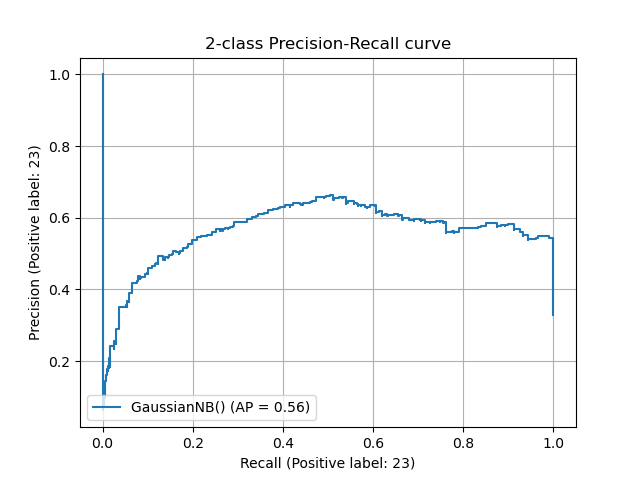 2-class Precision-Recall curve
Precision (Positive label: 23)
1.0
0.8
0.6
0.4
0.2
GaussianNB() (AP = 0.56)
0.0 0.2 0.4 0.6 0.8 1.0
Recall (Positive label: 23)